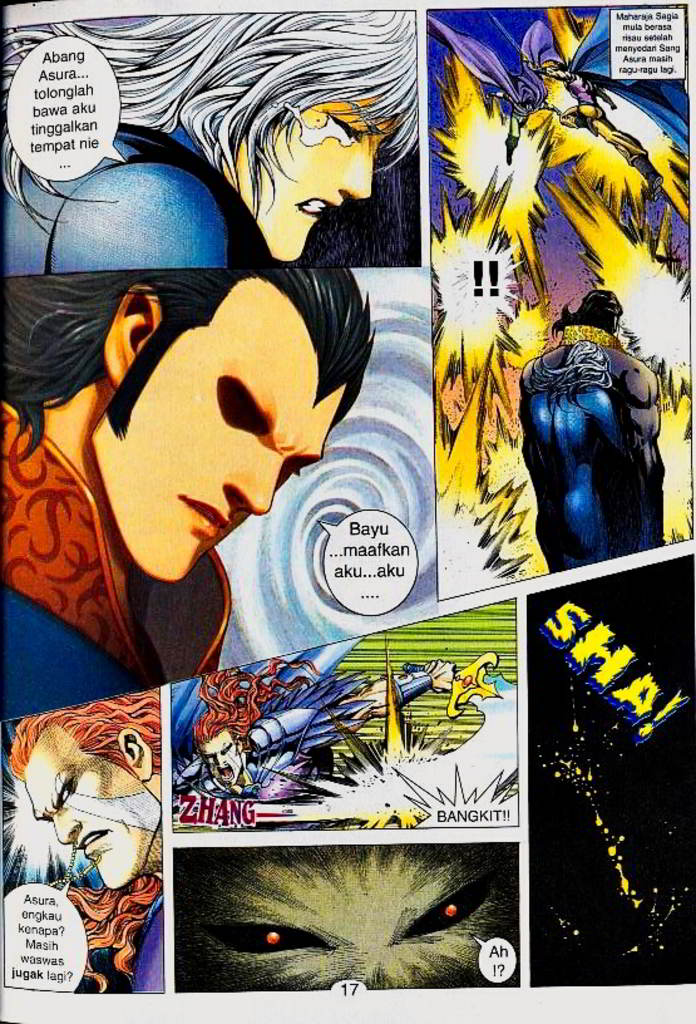 Abang
Asura...
tolonglah
bawa aku
tinggalkan
tempat nie
...
Maharaja Sagia
mula berasa
risau setelah
menyedari Sang
Asura masih
ragu-ragu lagi.
!!
Bayu
...maafkan
aku...aku
....
Asura,
engkau
kenapa?
Masih
waswas
jugak lagi?
ZHANG
BANGKIT!!
Ah
!?
SHA!
17